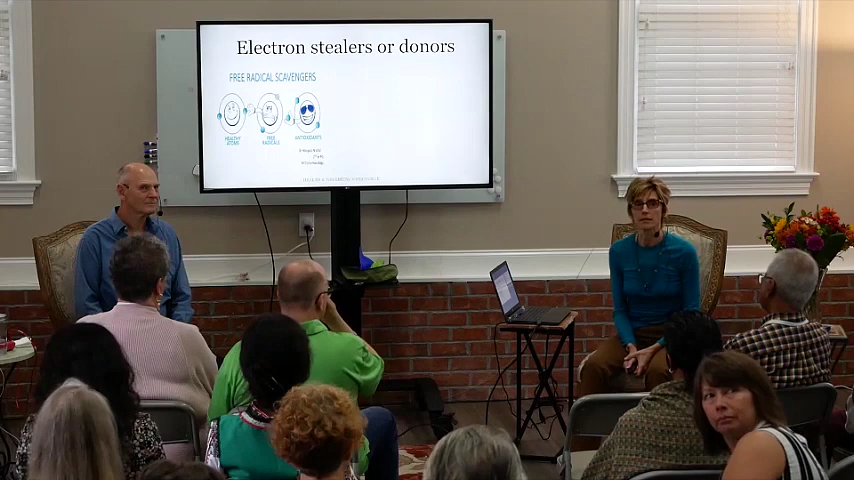 Electron stealers or donors
FREE RADICAL SCAVENGERS
HEALTHY
ATOMS
FREE
RADICALS
ANTIOXIDANTS